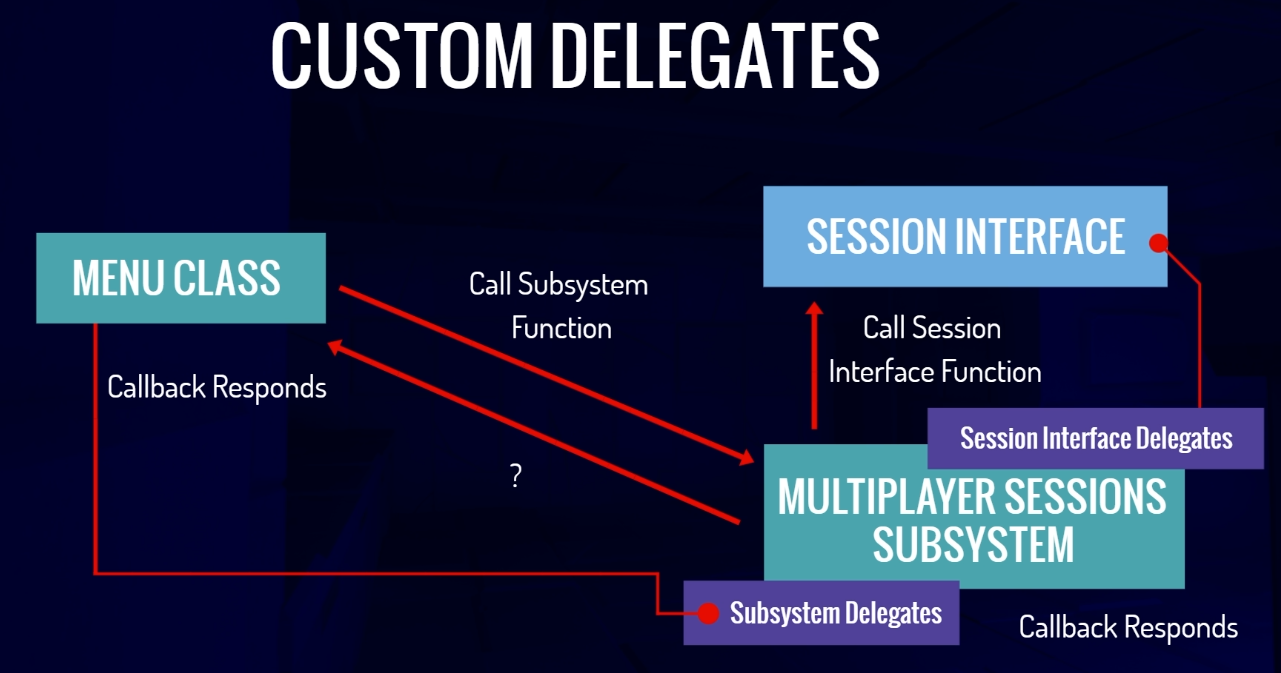 CUSTOM DELEGATES
SESSION INTERFACE
MENU CLASS
Call Subsystem
Function
Call Session
Interface Function
Callback Responds
Session Interface Delegates
?
MULTIPLAYER SESSIONS
SUBSYSTEM
Subsystem Delegates
Callback Responds